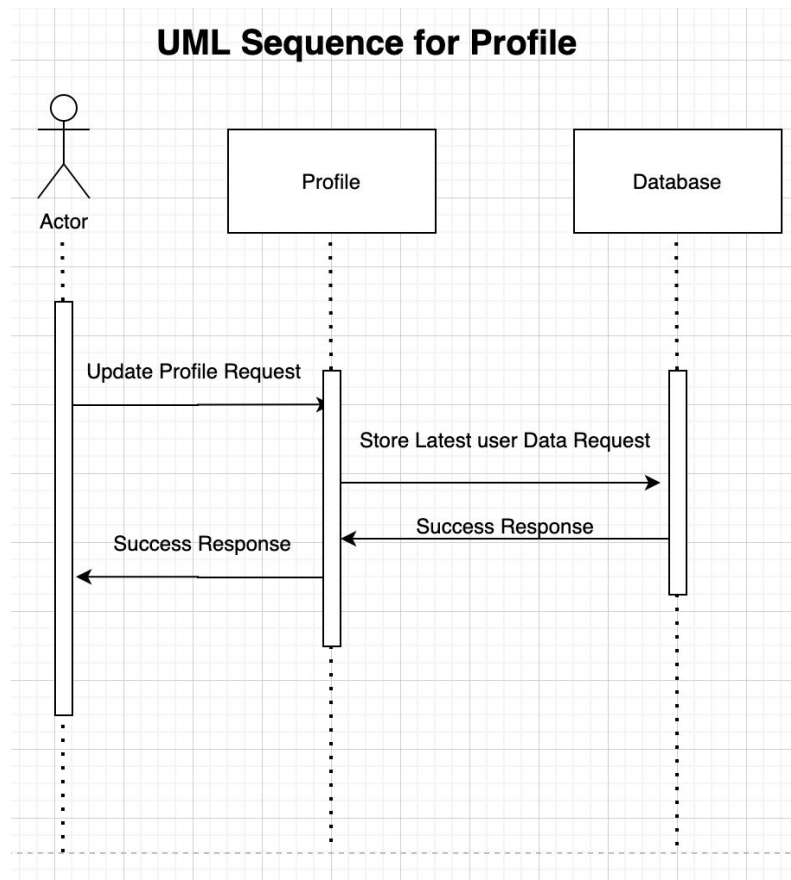 UML Sequence for Profile
Actor
Profile
Database
Update Profile Request
Store Latest user Data Request
Success Response
Success Response